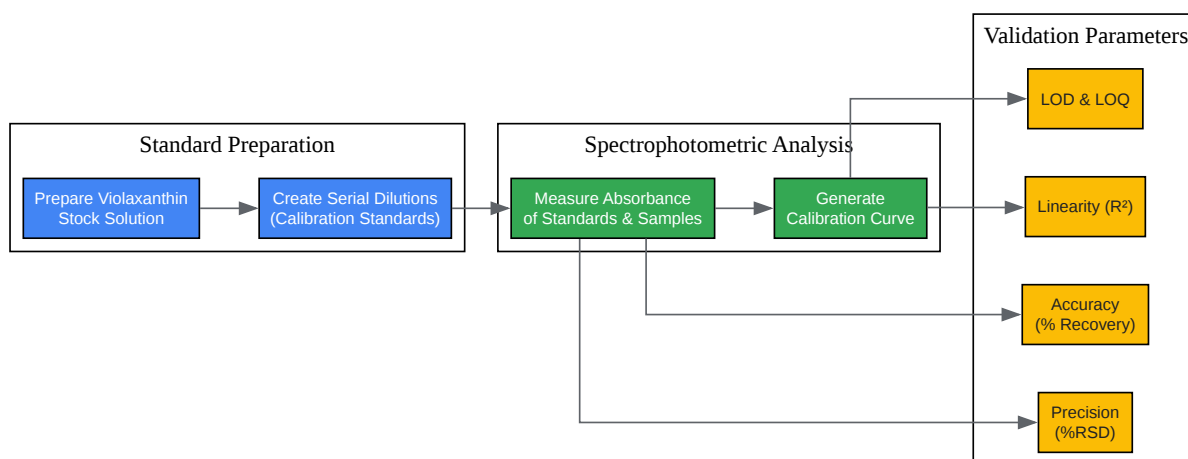 Validation Parameters
LOD & LOQ
Standard Preparation
Spectrophotometric Analysis
Prepare Violaxanthin
Stock Solution
Create Serial Dilutions
(Calibration Standards)
Measure Absorbance
of Standards & Samples
Generate
Calibration Curve
Linearity (R²)
Accuracy
(% Recovery)
Precision
(%RSD)